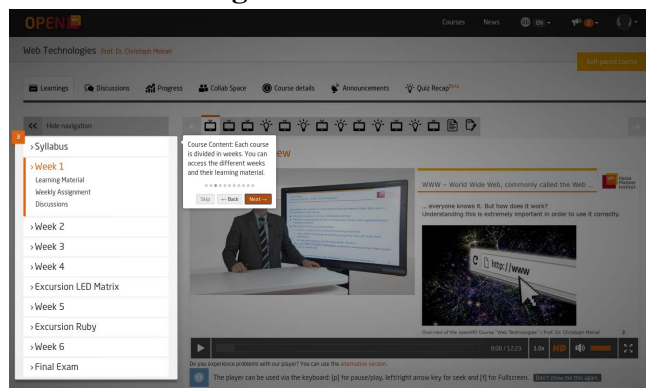 OPENHPI
Courses
News
EN
2
Web Technologies Prof. Dr. Christoph Meinel
Self-paced course
Learnings
Discussions
Progress
Collab Space
Course details
Announcements
Quiz Recap Beta
Hide navigation
3
Syllabus
Week 1
Learning Material
Weekly Assignment
Discussions
Week 2
Week 3
Week 4
Excursion LED Matrix
Week 5
Excursion Ruby
Week 6
Final Exam
Course Content: Each course
is divided in weeks. You can
access the different weeks
and their learning material.
Skip
← Back
Next →
WWW - World Wide Web, commonly called the Web ...
Hasso
Plattner
Institut
... everyone knows it. But how does it work?
Understanding this is extremely important in order to use it correctly.
http://www
Overview of the openHPI Course "Web Technologies" | Prof. Dr. Christoph Meinel
2
0:00 / 12:23
1.0x
HD
Do you experience problems with our player? You can use the alternative version.
The player can be used via the keyboard: [p] for pause/play, left/right arrow key for seek and [f] for Fullscreen.
Don't show me this again